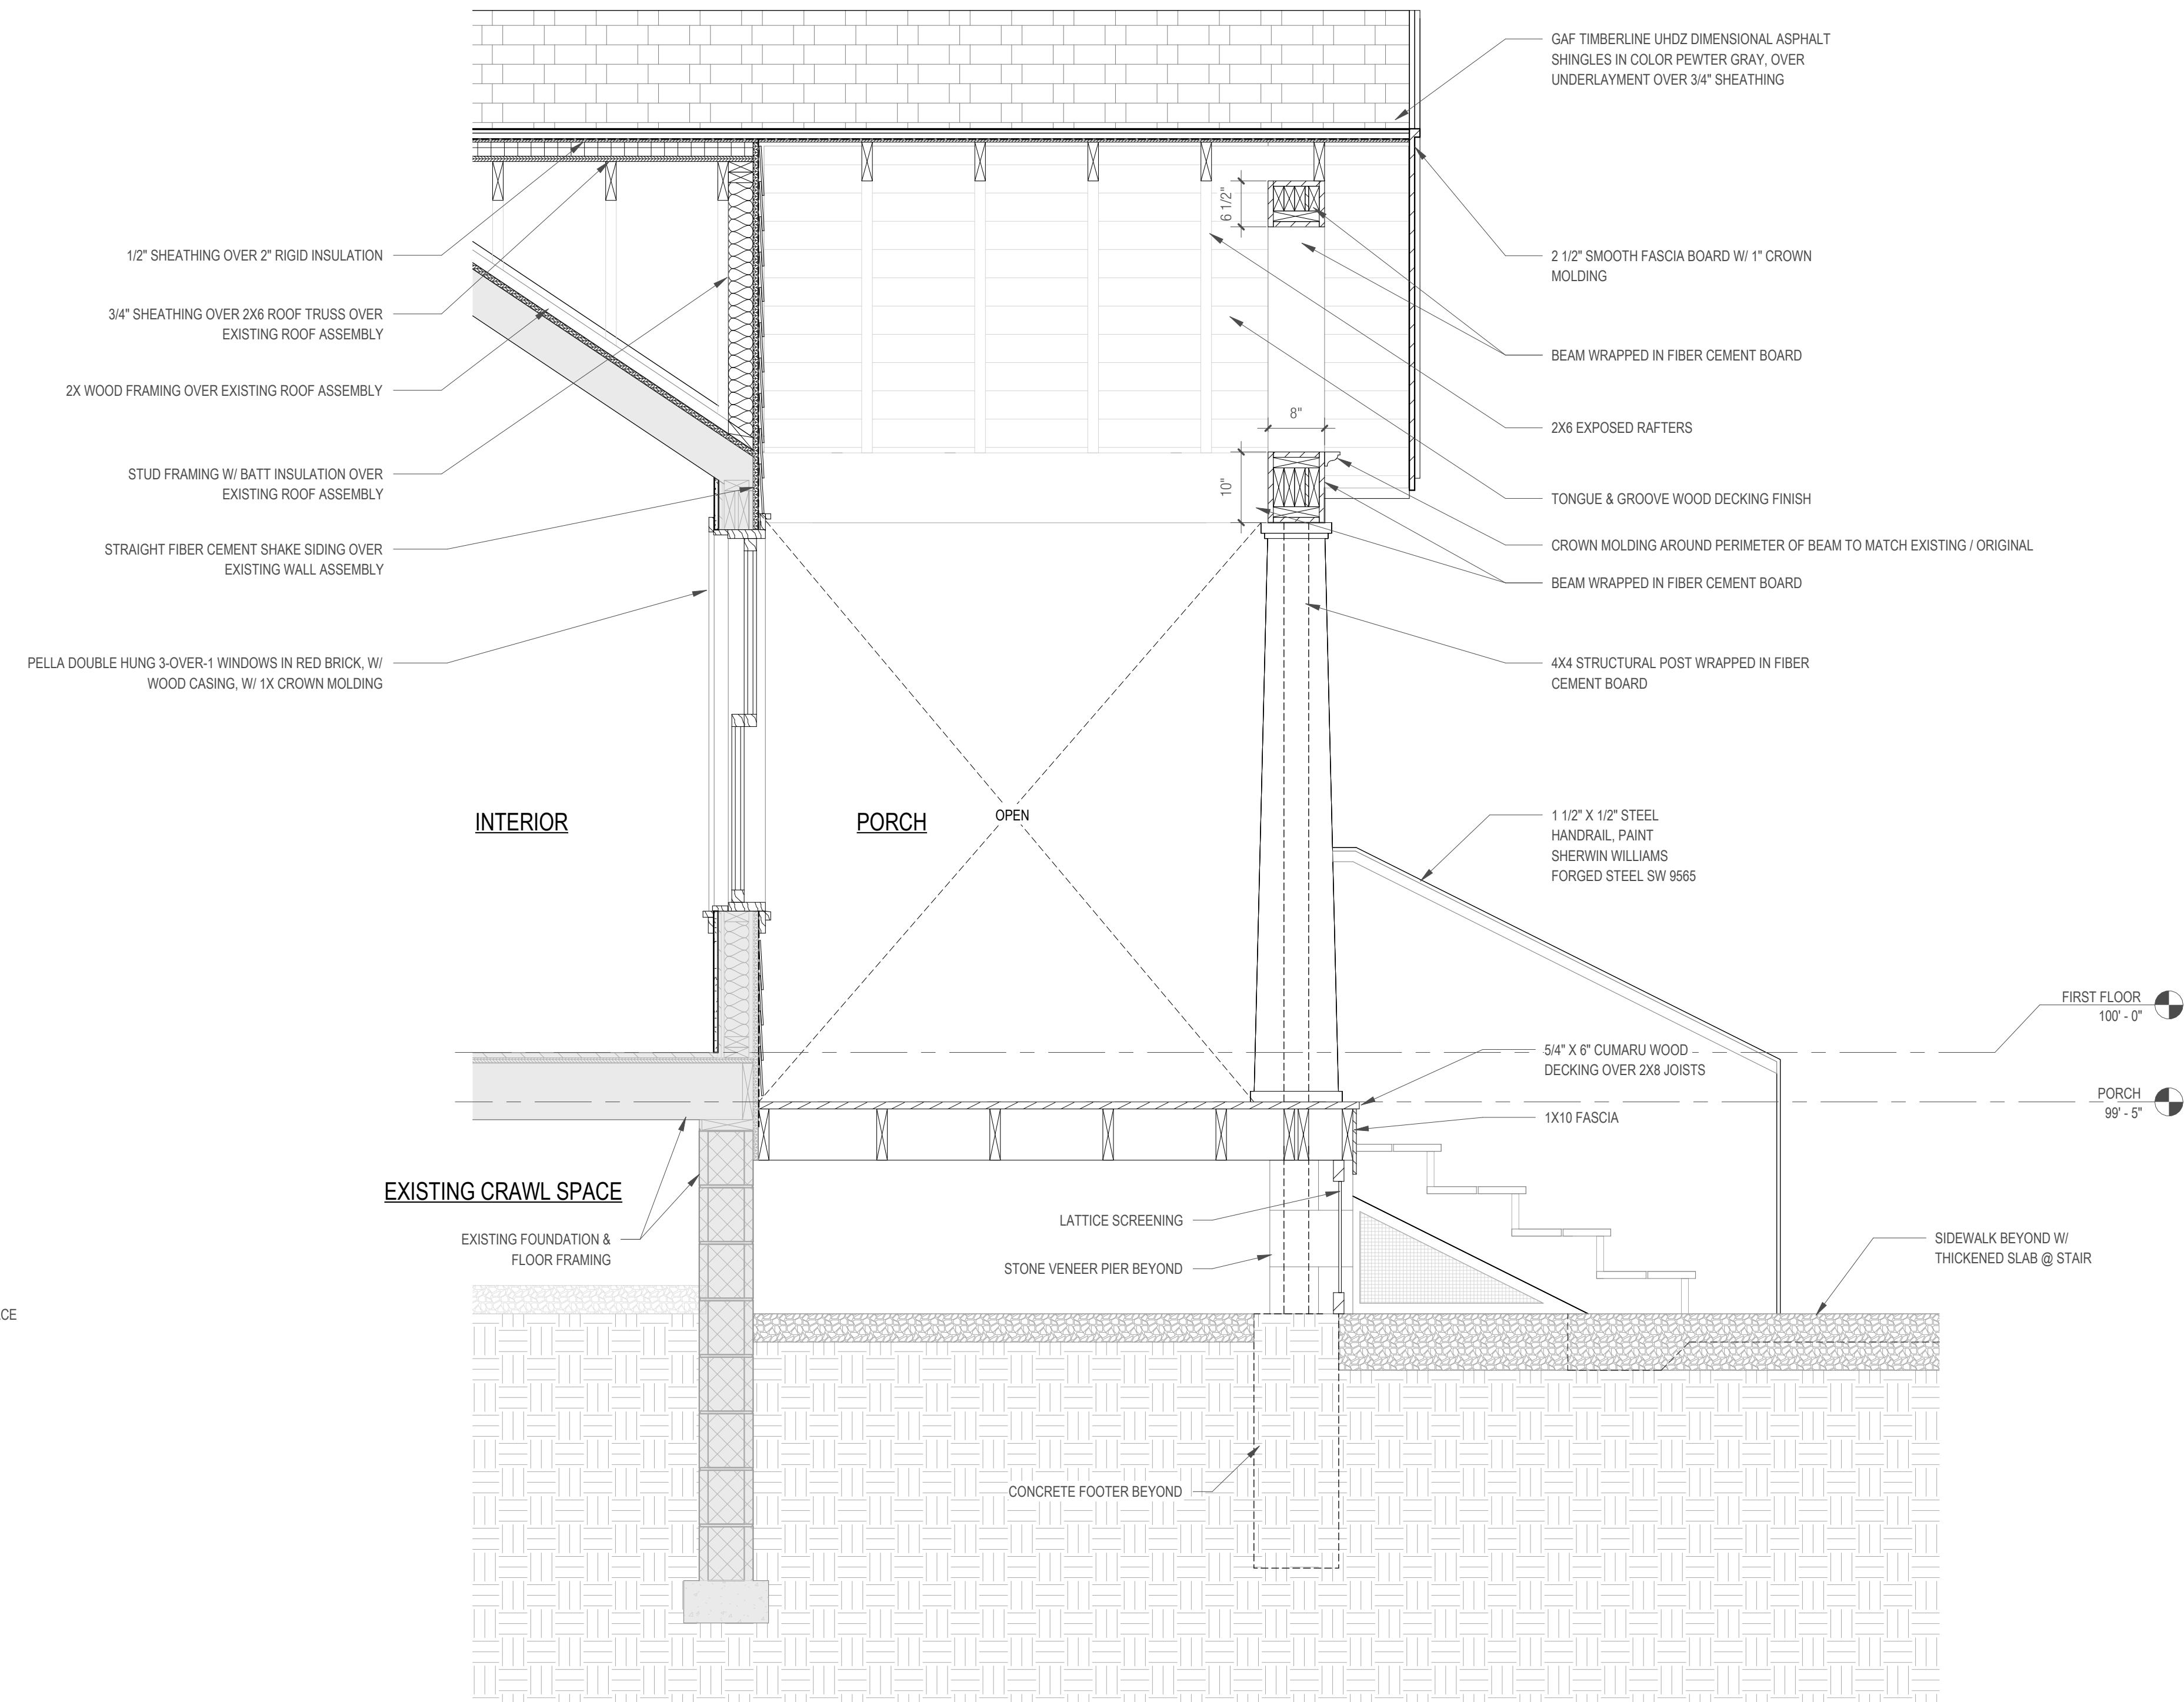 GAF TIMBERLINE UHDZ DIMENSIONAL ASPHALT
SHINGLES IN COLOR PEWTER GRAY, OVER
UNDERLAYMENT OVER 3/4" SHEATHING
6 1/2"
1/2" SHEATHING OVER 2" RIGID INSULATION
2 1/2" SMOOTH FASCIA BOARD W/ 1" CROWN
MOLDING
3/4" SHEATHING OVER 2X6 ROOF TRUSS OVER
EXISTING ROOF ASSEMBLY
BEAM WRAPPED IN FIBER CEMENT BOARD
2X WOOD FRAMING OVER EXISTING ROOF ASSEMBLY
8"
2X6 EXPOSED RAFTERS
STUD FRAMING W/ BATT INSULATION OVER
EXISTING ROOF ASSEMBLY
10"
TONGUE & GROOVE WOOD DECKING FINISH
STRAIGHT FIBER CEMENT SHAKE SIDING OVER
EXISTING WALL ASSEMBLY
CROWN MOLDING AROUND PERIMETER OF BEAM TO MATCH EXISTING / ORIGINAL
BEAM WRAPPED IN FIBER CEMENT BOARD
PELLA DOUBLE HUNG 3-OVER-1 WINDOWS IN RED BRICK, W/
WOOD CASING, W/ 1X CROWN MOLDING
4X4 STRUCTURAL POST WRAPPED IN FIBER
CEMENT BOARD
INTERIOR
PORCH
OPEN
1 1/2" X 1/2" STEEL
HANDRAIL, PAINT
SHERWIN WILLIAMS
FORGED STEEL SW 9565
FIRST FLOOR
100' - 0"
5/4" X 6" CUMARU WOOD
DECKING OVER 2X8 JOISTS
PORCH
99' - 5"
1X10 FASCIA
EXISTING CRAWL SPACE
EXISTING FOUNDATION &
FLOOR FRAMING
LATTICE SCREENING
STONE VENEER PIER BEYOND
SIDEWALK BEYOND W/
THICKENED SLAB @ STAIR
CE
CONCRETE FOOTER BEYOND